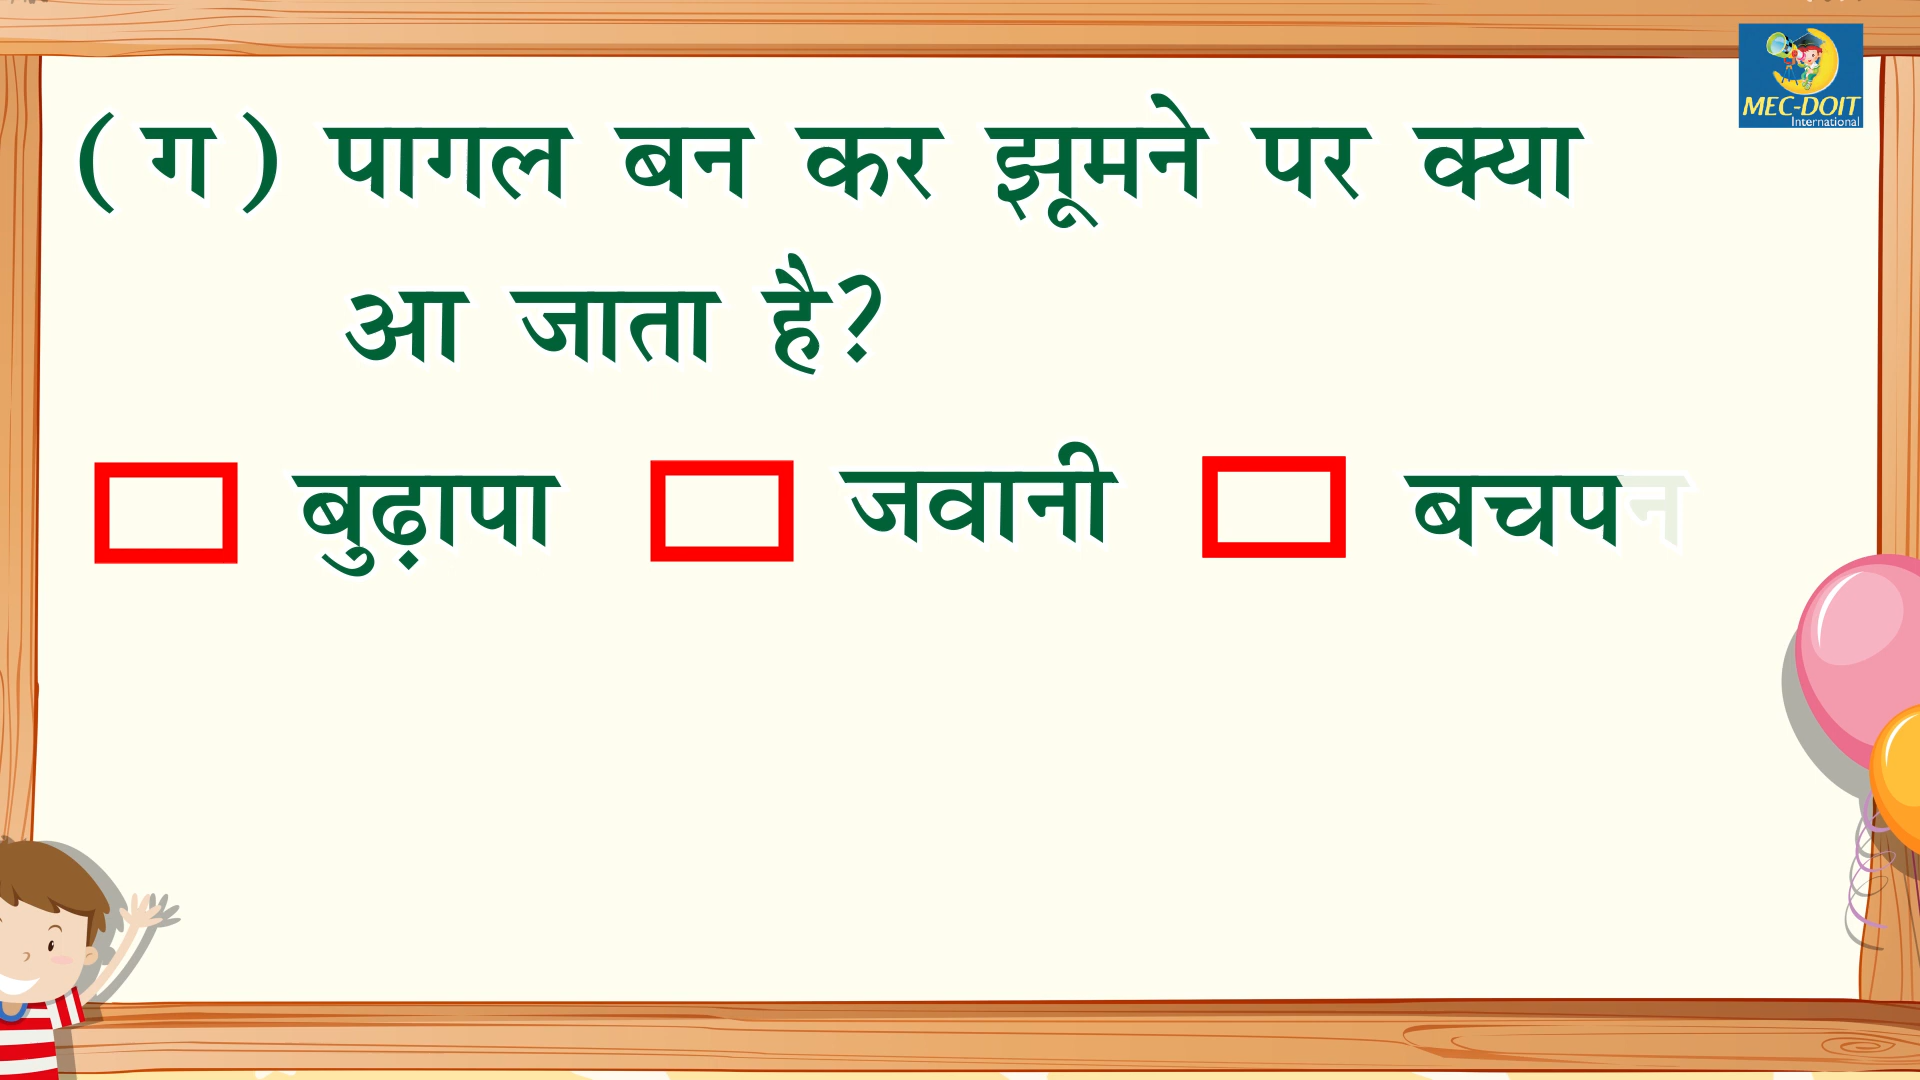 MEC-DOIT
International
(ग) पागल बन कर झूमने पर क्या
आ जाता है?
बुढ़ापा जवानी बचपन